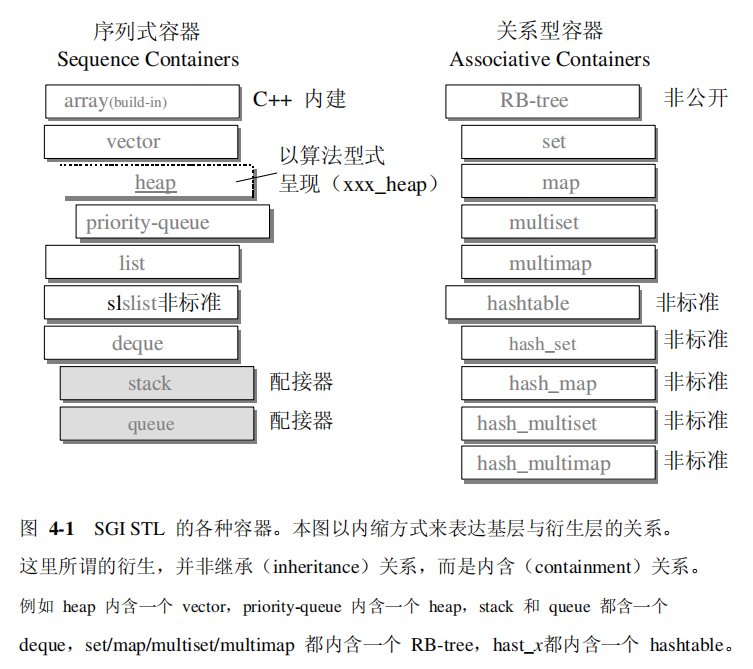 序列式容器
Sequence Containers
array(build-in)
C++ 内建
vector
heap
以算法型式
呈现（xxx_heap）
priority-queue
list
slslist非标准
deque
stack
配接器
queue
配接器
关系型容器
Associative Containers
RB-tree
非公开
set
map
multiset
multimap
hashtable
非标准
hash_set
非标准
hash_map
非标准
hash_multiset
非标准
hash_multimap
非标准
图 4-1 SGI STL 的各种容器。本图以内缩方式来表达基层与衍生层的关系。
这里所谓的衍生，并非继承（inheritance）关系，而是内含（containment）关系。
例如 heap 内含一个 vector，priority-queue 内含一个 heap，stack 和 queue 都含一个
deque，set/map/multiset/multimap 都内含一个 RB-tree，hast_x都内含一个 hashtable。